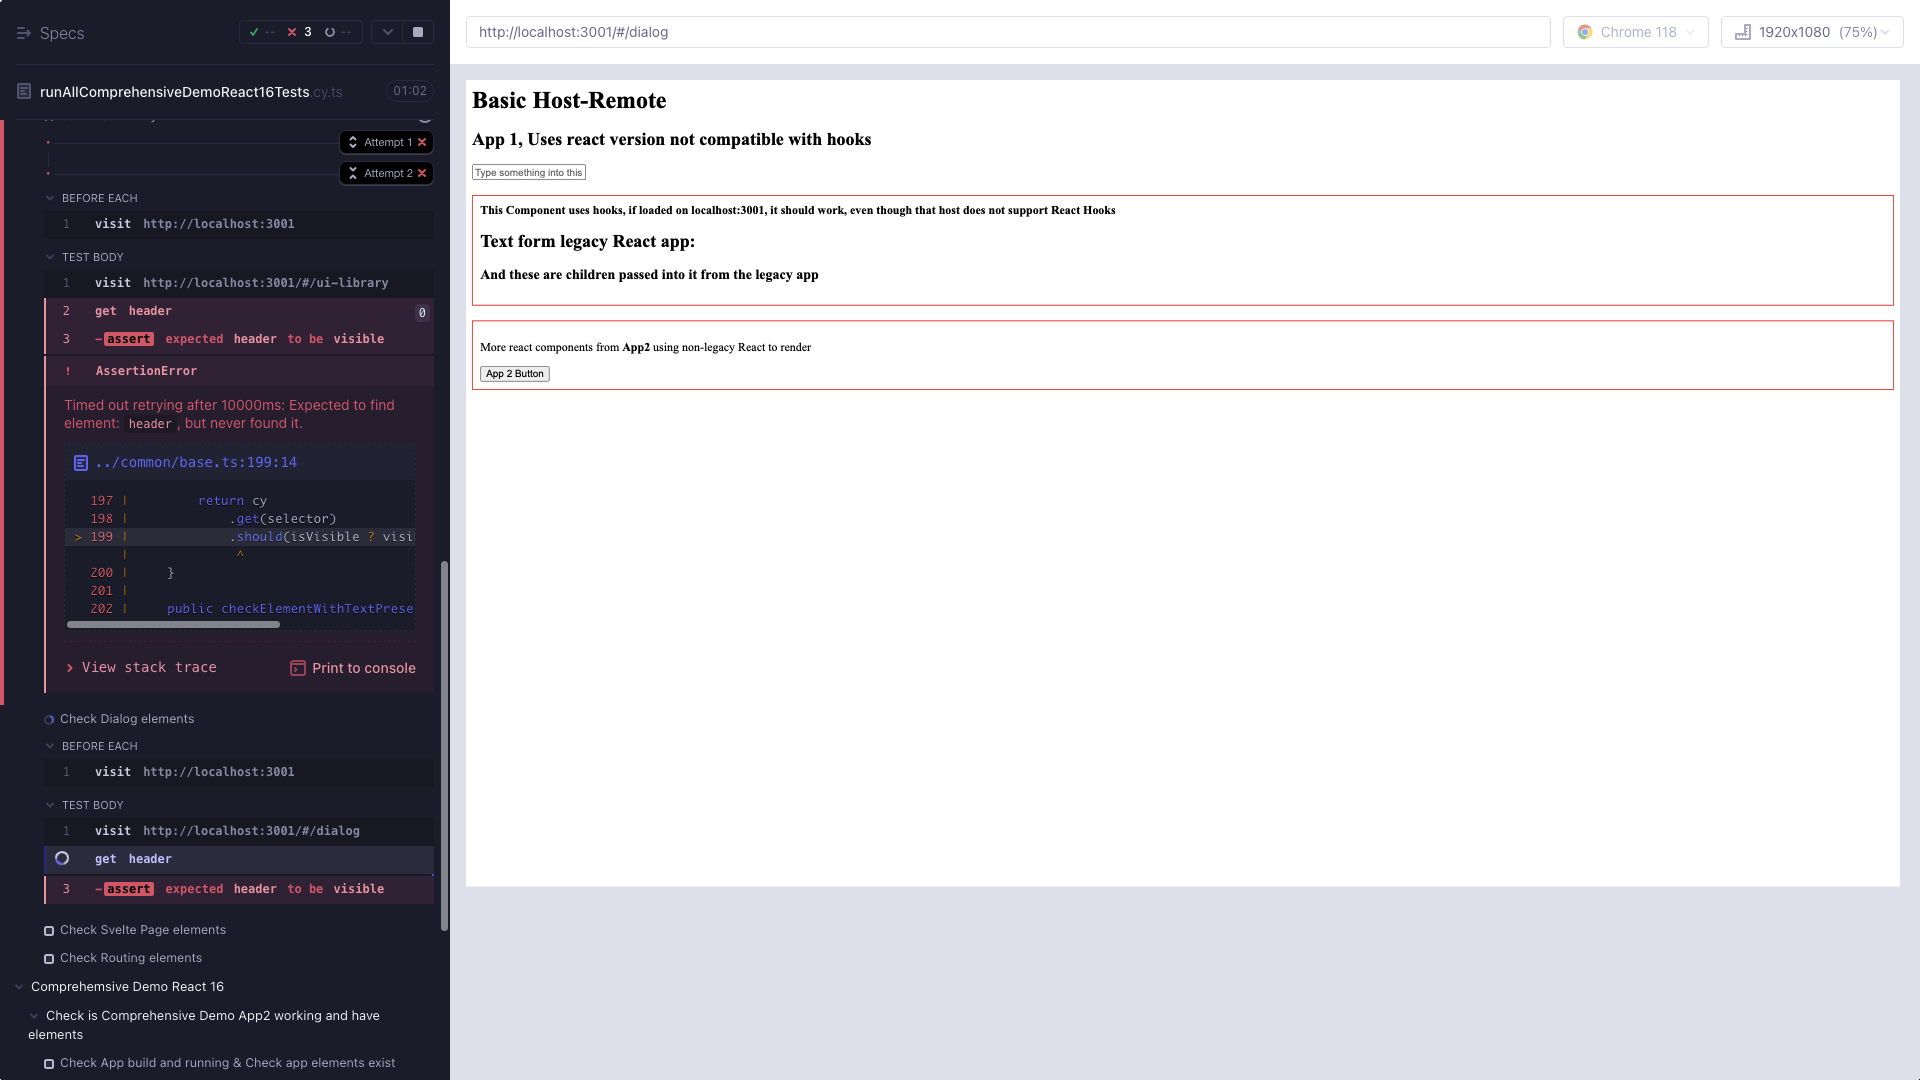 Specs
-- 3 --
runAllComprehensiveDemoReact16Tests.cy.ts 01:02
Attempt 1
Attempt 2
BEFORE EACH
1 visit http://localhost:3001
TEST BODY
1 visit http://localhost:3001/#/ui-library
2 get header 0
3 -assert expected header to be visible
! AssertionError
Timed out retrying after 10000ms: Expected to find
element: header, but never found it.
../common/base.ts:199:14
197 | return cy
198 | .get(selector)
> 199 | .should(isVisible ? visi
| ^
200 | }
201 |
202 | public checkElementWithTextPrese
View stack trace
Print to console
Check Dialog elements
BEFORE EACH
1 visit http://localhost:3001
TEST BODY
1 visit http://localhost:3001/#/dialog
get header
3 -assert expected header to be visible
Check Svelte Page elements
Check Routing elements
Comprehemsive Demo React 16
Check is Comprehensive Demo App2 working and have
elements
Check App build and running & Check app elements exist
http://localhost:3001/#/dialog
Chrome 118
1920x1080 (75%)
Basic Host-Remote
App 1, Uses react version not compatible with hooks
Type something into this
This Component uses hooks, if loaded on localhost:3001, it should work, even though that host does not support React Hooks
Text form legacy React app:
And these are children passed into it from the legacy app
More react components from App2 using non-legacy React to render
App 2 Button